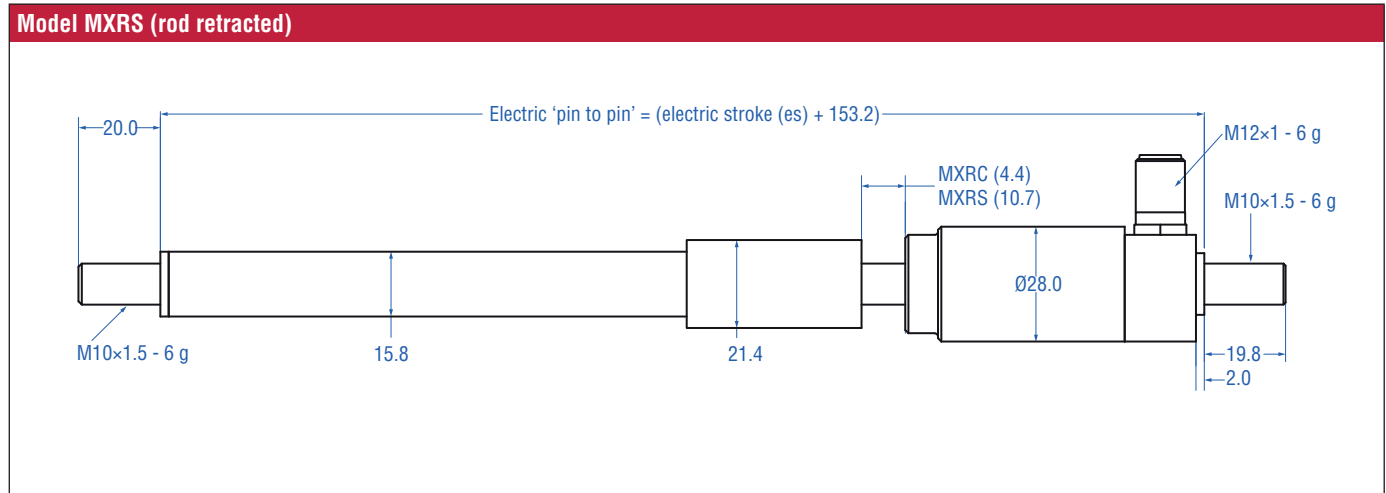 Model MXRS (rod retracted)
Electric ‘pin to pin’ = (electric stroke (es) + 153.2)
20.0
M12×1 - 6 g
MXRC (4.4)
MXRS (10.7)
M10×1.5 - 6 g
Ø28.0
M10×1.5 - 6 g
15.8
21.4
19.8
2.0